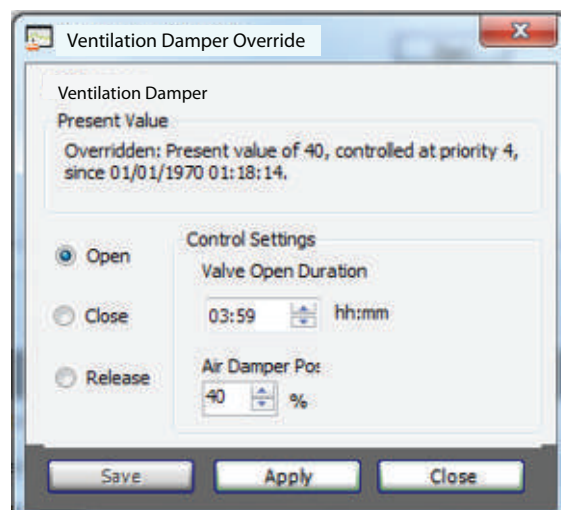 Ventilation Damper Override
Ventilation Damper
Present Value
Overridden: Present value of 40, controlled at priority 4,
since 01/01/1970 01:18:14.
Open
Close
Release
Control Settings
Valve Open Duration
03:59 hh:mm
Air Damper Pos
40 %
Save Apply Close